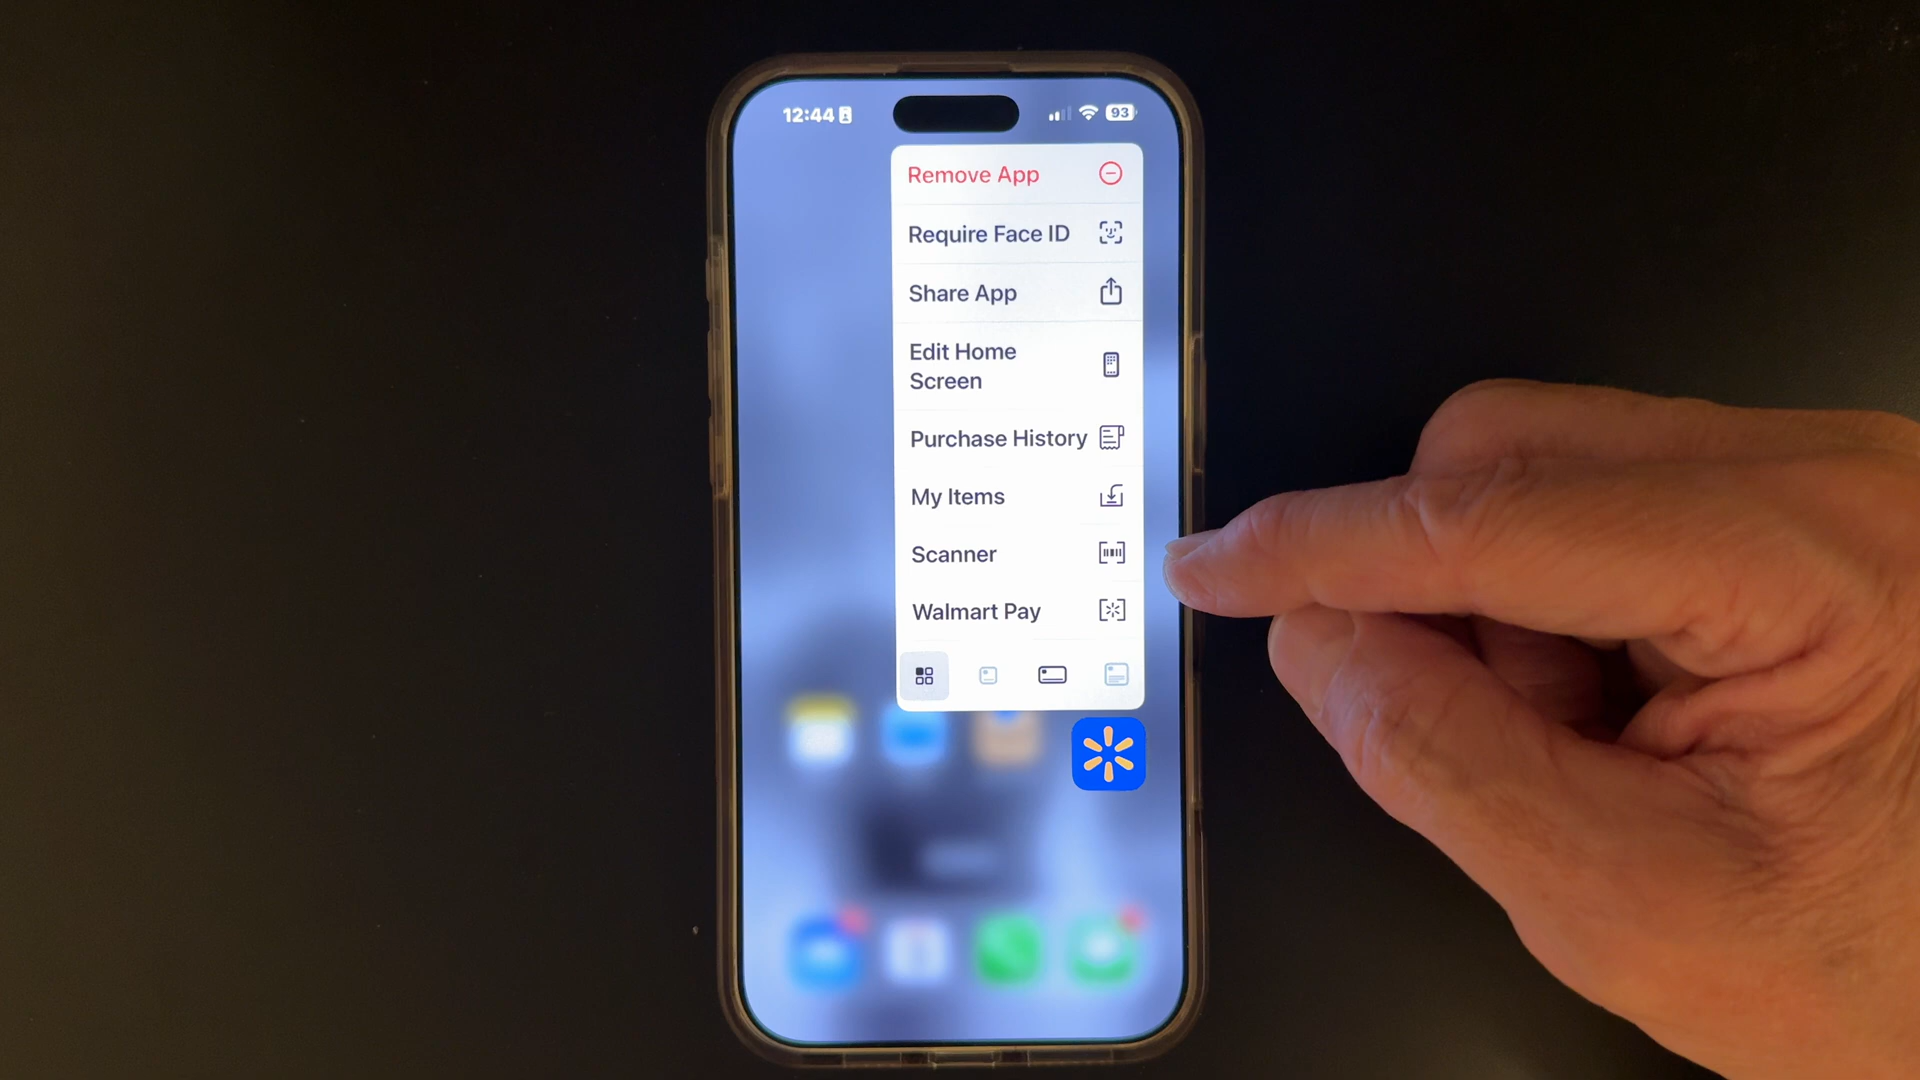 12:44
93
Remove App
Require Face ID
Share App
Edit Home
Screen
Purchase History
My Items
Scanner
Walmart Pay